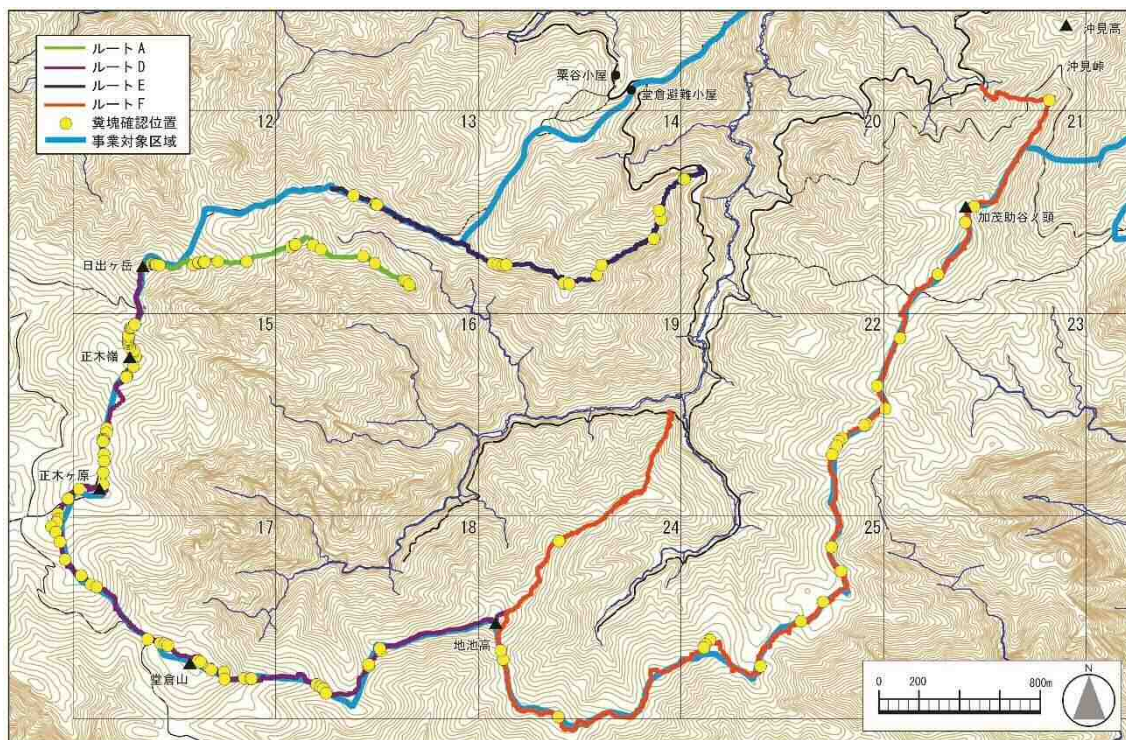 ルートA
ルートD
ルートE
ルートF
糞塊確認位置
事業対象区域
沖見高
沖見峠
粟谷小屋
堂倉避難小屋
12
13
14
20
21
加茂助谷ノ頭
日出ヶ岳
15
16
19
22
23
正木嶺
正木ヶ原
17
18
24
25
地池高
堂倉山
0 200 400 800m
N